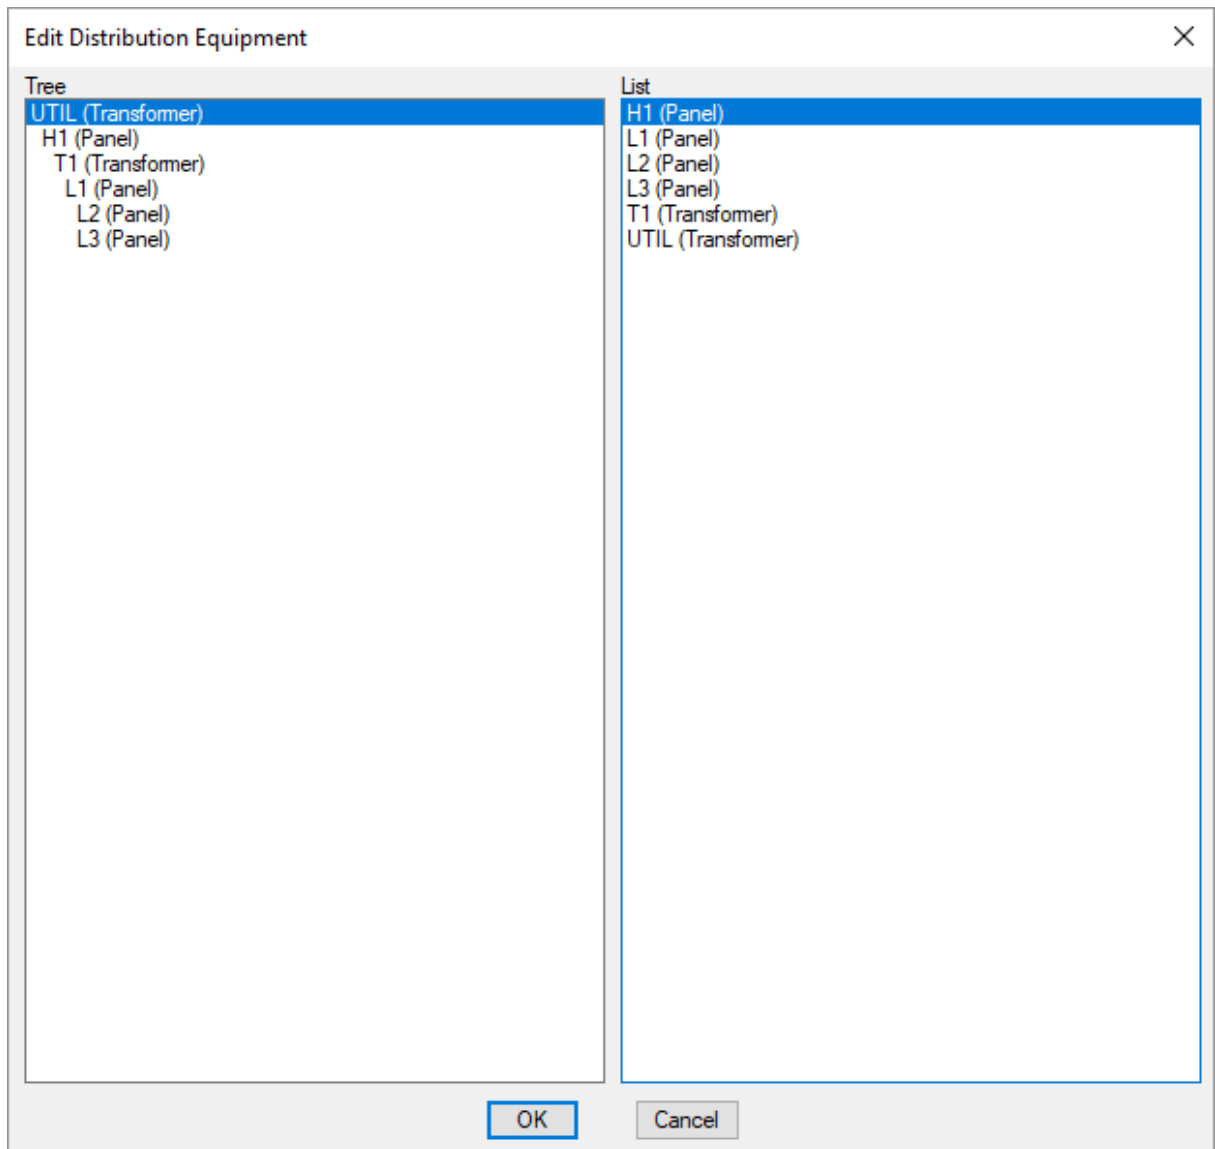 Edit Distribution Equipment
Tree
UTIL (Transformer)
H1 (Panel)
T1 (Transformer)
L1 (Panel)
L2 (Panel)
L3 (Panel)
List
H1 (Panel)
L1 (Panel)
L2 (Panel)
L3 (Panel)
T1 (Transformer)
UTIL (Transformer)
OK
Cancel